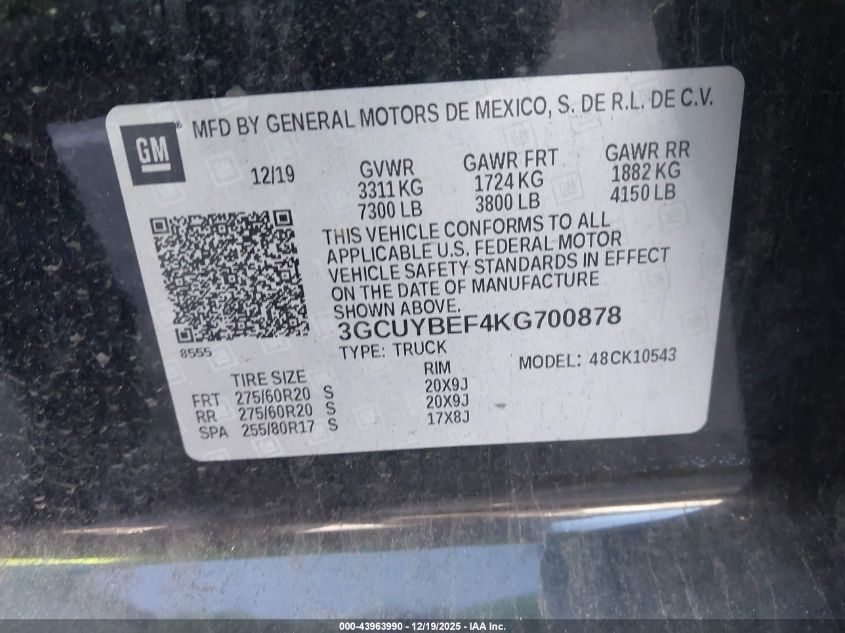 GM ® MFD BY GENERAL MOTORS DE MEXICO, S. DE R.L. DE C.V.
12/19 GVWR GAWR FRT GAWR RR
3311 KG 1724 KG 1882 KG
7300 LB 3800 LB 4150 LB
THIS VEHICLE CONFORMS TO ALL
APPLICABLE U.S. FEDERAL MOTOR
VEHICLE SAFETY STANDARDS IN EFFECT
ON THE DATE OF MANUFACTURE
SHOWN ABOVE.
3GCUYBEF4KG700878
8555 TYPE: TRUCK MODEL: 48CK10543
TIRE SIZE RIM
FRT 275/60R20 S 20X9J
RR 275/60R20 S 20X9J
SPA 255/80R17 S 17X8J
000-43963990 - 12/19/2025 - IAA Inc.